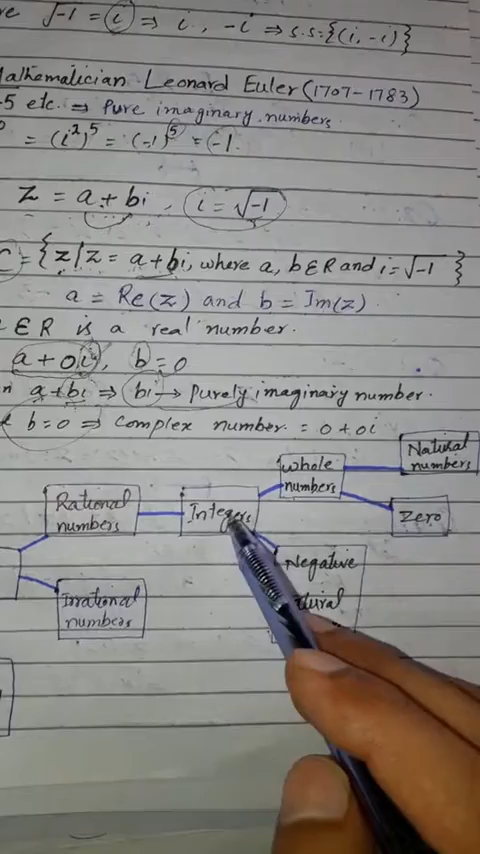 √-1 = i ⇒ i, -i ⇒ s.s={(i, -i)}
Mathematician Leonard Euler (1707-1783)
-5 etc. ⇒ Pure imaginary numbers.
= (i²)⁵ = (-1)⁵ = -1
Z = a + bi, i = √-1
C = {z/z = a + bi, where a, b ∈ R and i = √-1}
a = Re(z) and b = Im(z)
∈ R is a real number.
a + 0i, b = 0
a + bi ⇒ bi → purely imaginary number.
b = 0 ⇒ Complex number = 0 + 0i
Natural
numbers
Whole
numbers
Rational
numbers
Integers
Zero
Negative
Irrational
numbers